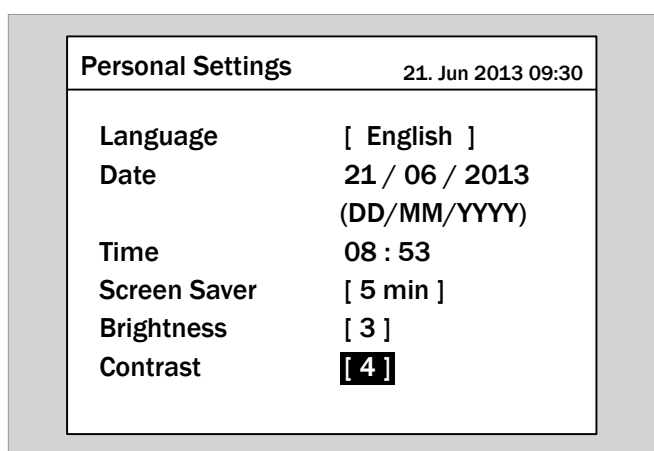 Personal Settings 21. Jun 2013 09:30
Language [ English ]
Date 21 / 06 / 2013
(DD/MM/YYYY)
Time 08 : 53
Screen Saver [ 5 min ]
Brightness [ 3 ]
Contrast [ 4 ]